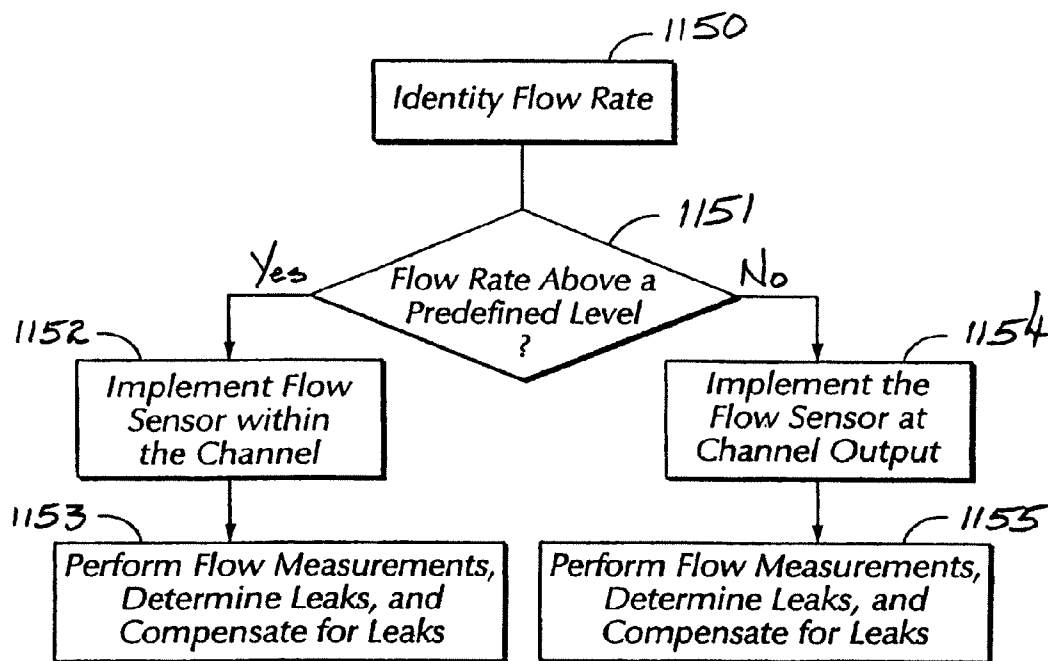 1150
Identity Flow Rate
1151
Flow Rate Above a
Predefined Level
?
Yes
No
1152
Implement Flow
Sensor within
the Channel
1154
Implement the
Flow Sensor at
Channel Output
1153
Perform Flow Measurements,
Determine Leaks, and
Compensate for Leaks
1155
Perform Flow Measurements,
Determine Leaks, and
Compensate for Leaks